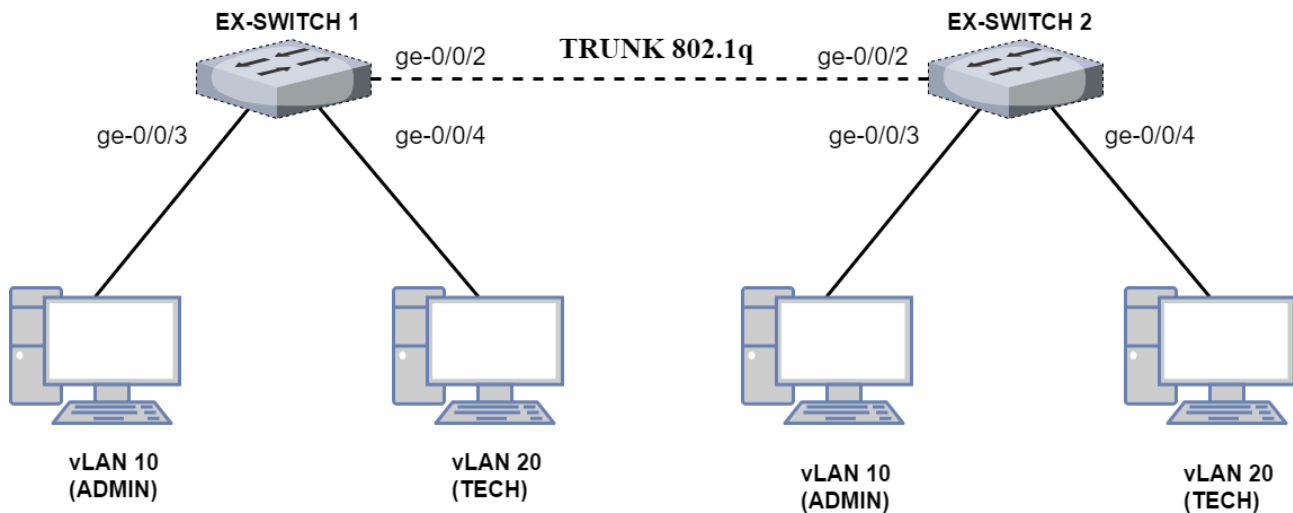 EX-SWITCH 1
EX-SWITCH 2
ge-0/0/2
TRUNK 802.1q
ge-0/0/2
ge-0/0/3
ge-0/0/4
ge-0/0/3
ge-0/0/4
vLAN 10
(ADMIN)
vLAN 20
(TECH)
vLAN 10
(ADMIN)
vLAN 20
(TECH)